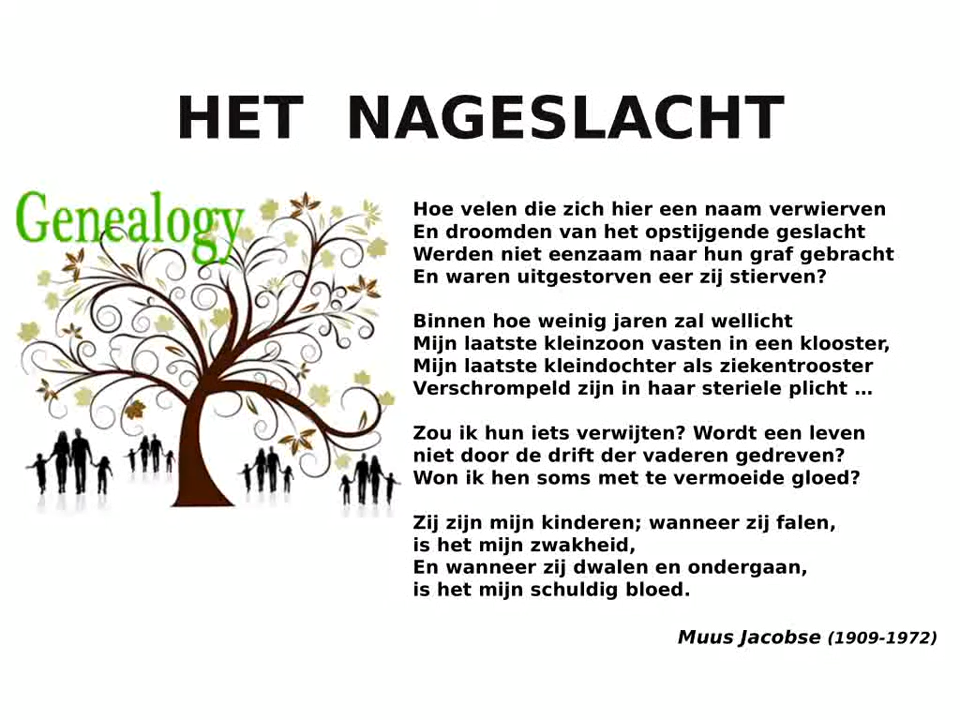 HET NAGESLACHT
Genealogy
Hoe velen die zich hier een naam verwierven
En droomden van het opstijgende geslacht
Werden niet eenzaam naar hun graf gebracht
En waren uitgestorven eer zij stierven?
Binnen hoe weinig jaren zal wellicht
Mijn laatste kleinzoon vasten in een klooster,
Mijn laatste kleindochter als ziekentrooster
Verschrompeld zijn in haar steriele plicht ...
Zou ik hun iets verwijten? Wordt een leven
niet door de drift der vaderen gedreven?
Won ik hen soms met te vermoeide gloed?
Zij zijn mijn kinderen; wanneer zij falen,
is het mijn zwakheid,
En wanneer zij dwalen en ondergaan,
is het mijn schuldig bloed.
Muus Jacobse (1909-1972)